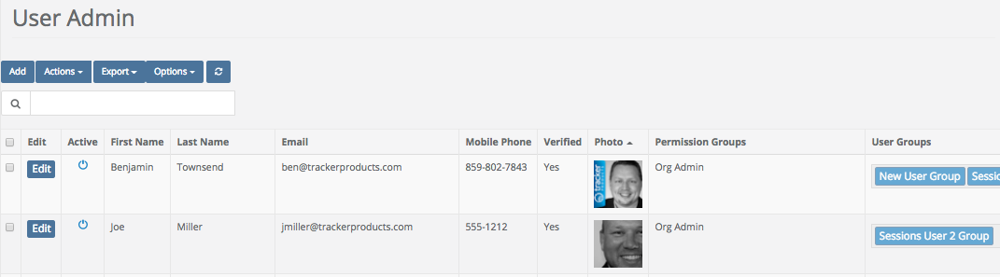 User Admin
Add Actions Export Options
Edit Active First Name Last Name Email Mobile Phone Verified Photo Permission Groups User Groups
Edit Benjamin Townsend ben@trackerproducts.com 859-802-7843 Yes tracker Org Admin New User Group Sessio
Edit Joe Miller jmiller@trackerproducts.com 555-1212 Yes Org Admin Sessions User 2 Group